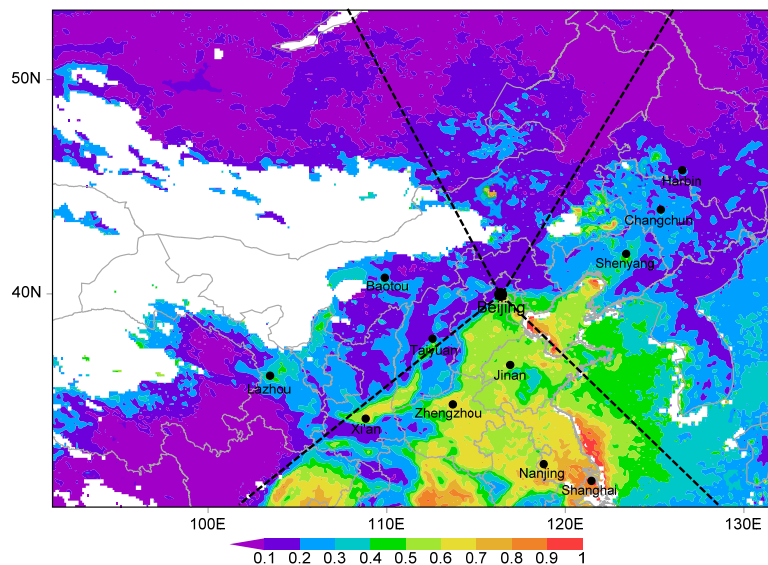 50N
Harbin
Changchun
Shenyang
40N
Baotou
Beijing
Taiyuan
Lazhou
Jinan
Zhengzhou
Xi'an
Nanjing
Shanghai
100E 110E 120E 130E
0.1 0.2 0.3 0.4 0.5 0.6 0.7 0.8 0.9 1